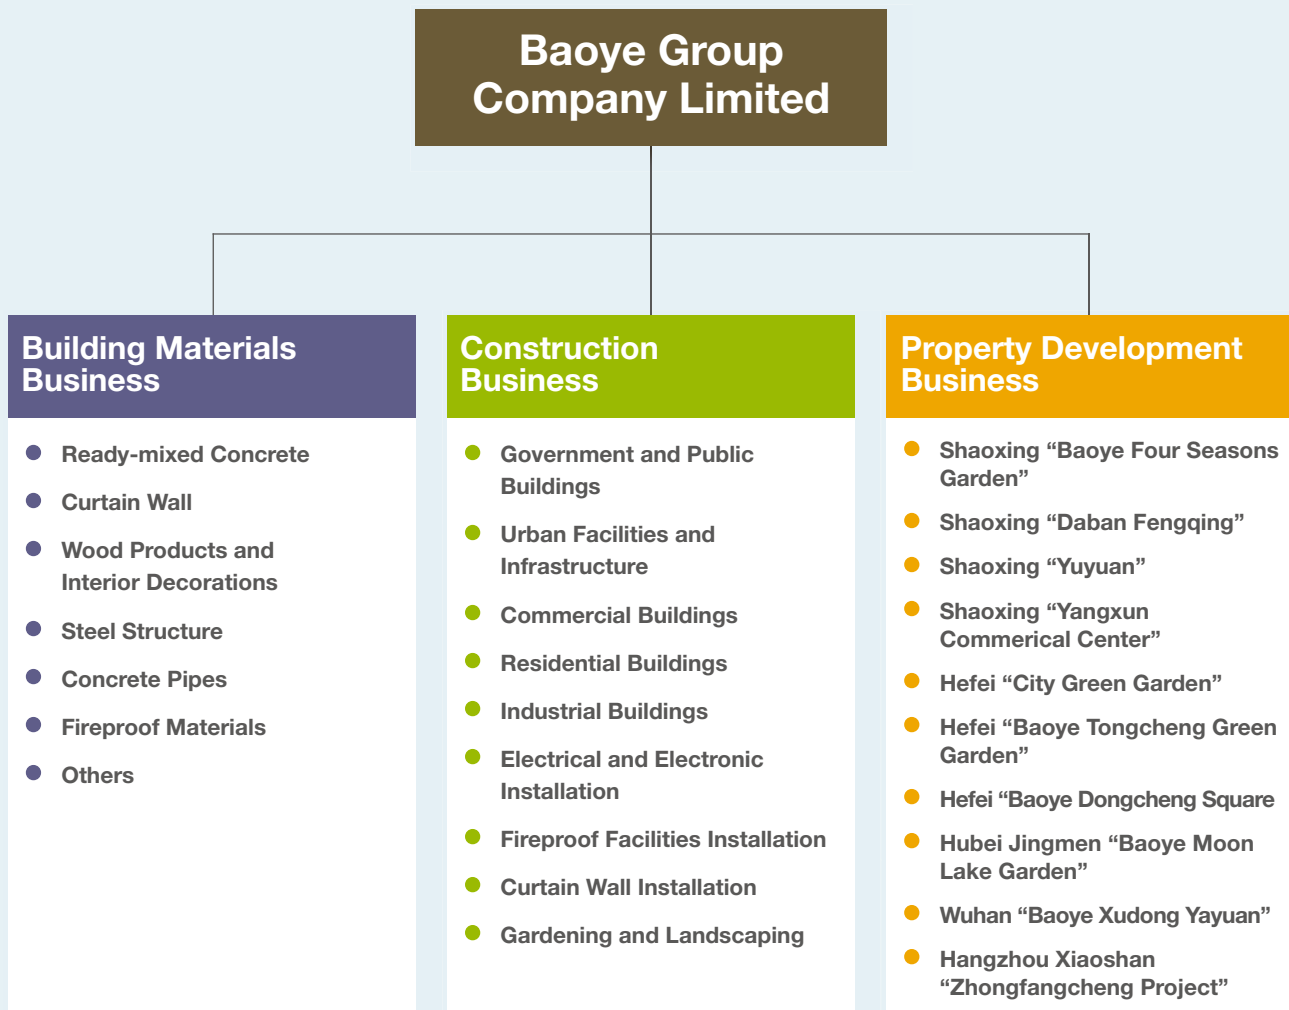 Baoye Group
Company Limited
Building Materials
Business
Ready-mixed Concrete
Curtain Wall
Wood Products and
Interior Decorations
Steel Structure
Concrete Pipes
Fireproof Materials
Others
Construction
Business
Government and Public
Buildings
Urban Facilities and
Infrastructure
Commercial Buildings
Residential Buildings
Industrial Buildings
Electrical and Electronic
Installation
Fireproof Facilities Installation
Curtain Wall Installation
Gardening and Landscaping
Property Development
Business
Shaoxing “Baoye Four Seasons
Garden”
Shaoxing “Daban Fengqing”
Shaoxing “Yuyuan”
Shaoxing “Yangxun
Commerical Center”
Hefei “City Green Garden”
Hefei “Baoye Tongcheng Green
Garden”
Hefei “Baoye Dongcheng Square
Hubei Jingmen “Baoye Moon
Lake Garden”
Wuhan “Baoye Xudong Yayuan”
Hangzhou Xiaoshan
“Zhongfangcheng Project”